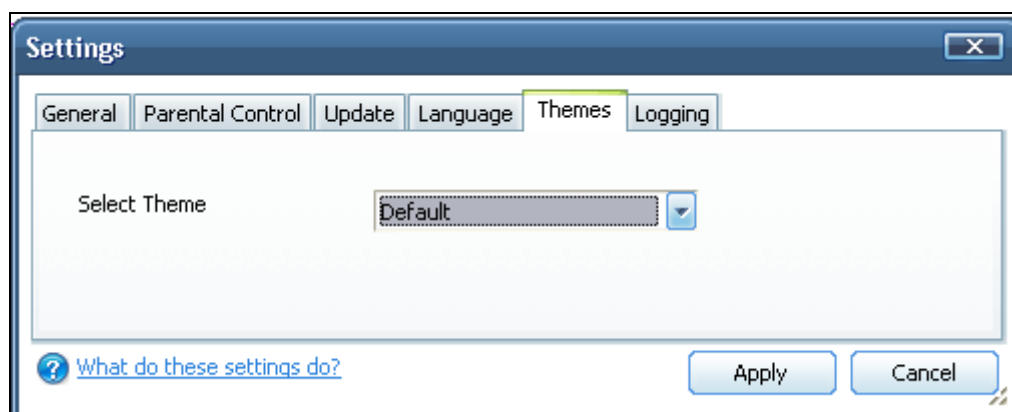 Settings
General Parental Control Update Language Themes Logging
Select Theme Default
What do these settings do? Apply Cancel